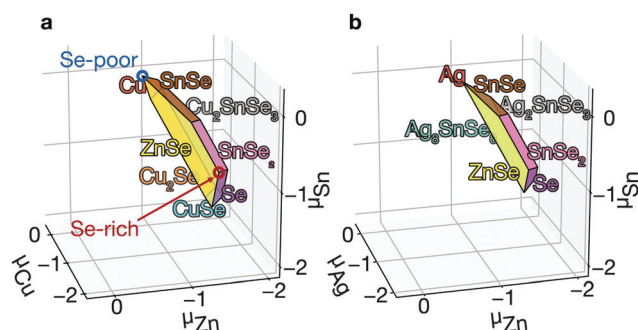 a
Se-poor
Cu
SnSe
Cu₂SnSe₃
ZnSe
SnSe₂
Cu₂Se
Se
CuSe
Se-rich
0
−1
−2
μCu
0
−1
−2
μZn
0
−1
−2
μSn
b
Ag
SnSe
Ag₂SnSe₃
Ag₈SnSe₆
SnSe₂
ZnSe
Se
0
−1
−2
μAg
0
−1
−2
μZn
0
−1
−2
μSn